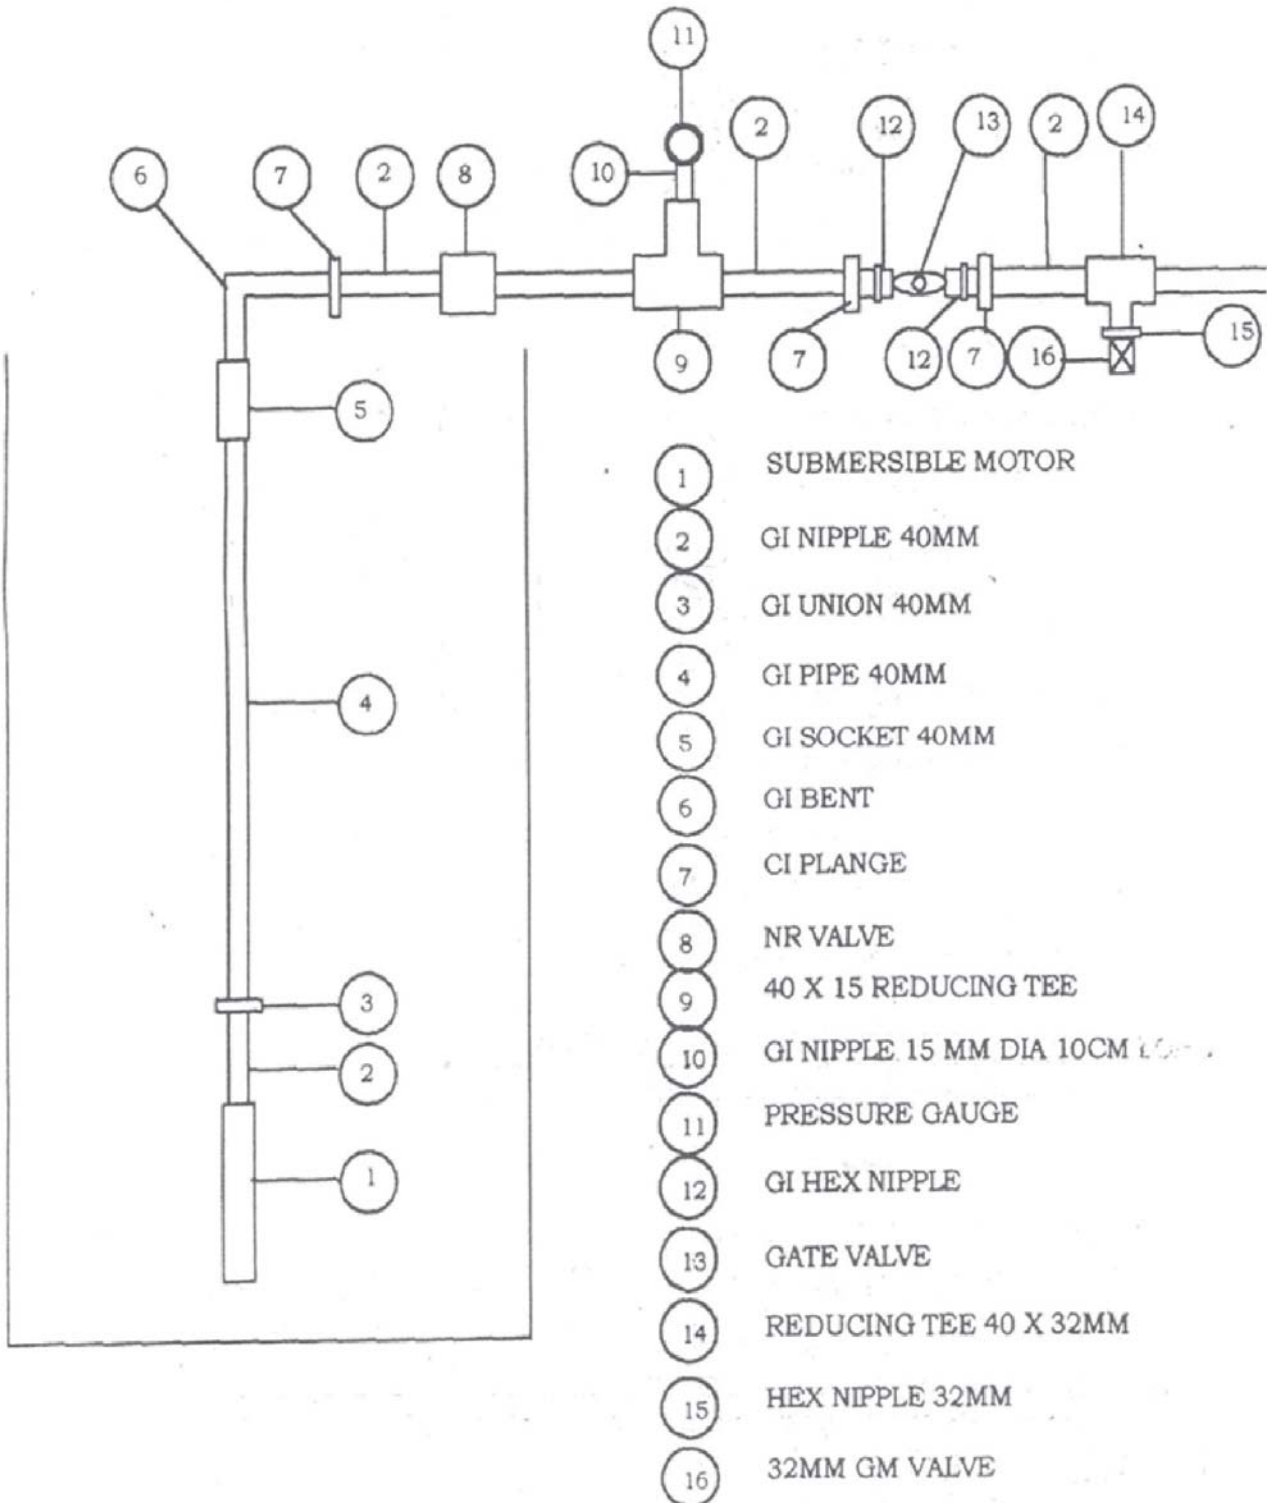 11
2
12
13
2
14
6
7
2
8
10
9
7
12
7
16
15
5
4
3
2
1
1 SUBMERSIBLE MOTOR
2 GI NIPPLE 40MM
3 GI UNION 40MM
4 GI PIPE 40MM
5 GI SOCKET 40MM
6 GI BENT
7 CI PLANGE
8 NR VALVE
9 40 X 15 REDUCING TEE
10 GI NIPPLE 15 MM DIA 10CM
11 PRESSURE GAUGE
12 GI HEX NIPPLE
13 GATE VALVE
14 REDUCING TEE 40 X 32MM
15 HEX NIPPLE 32MM
16 32MM GM VALVE